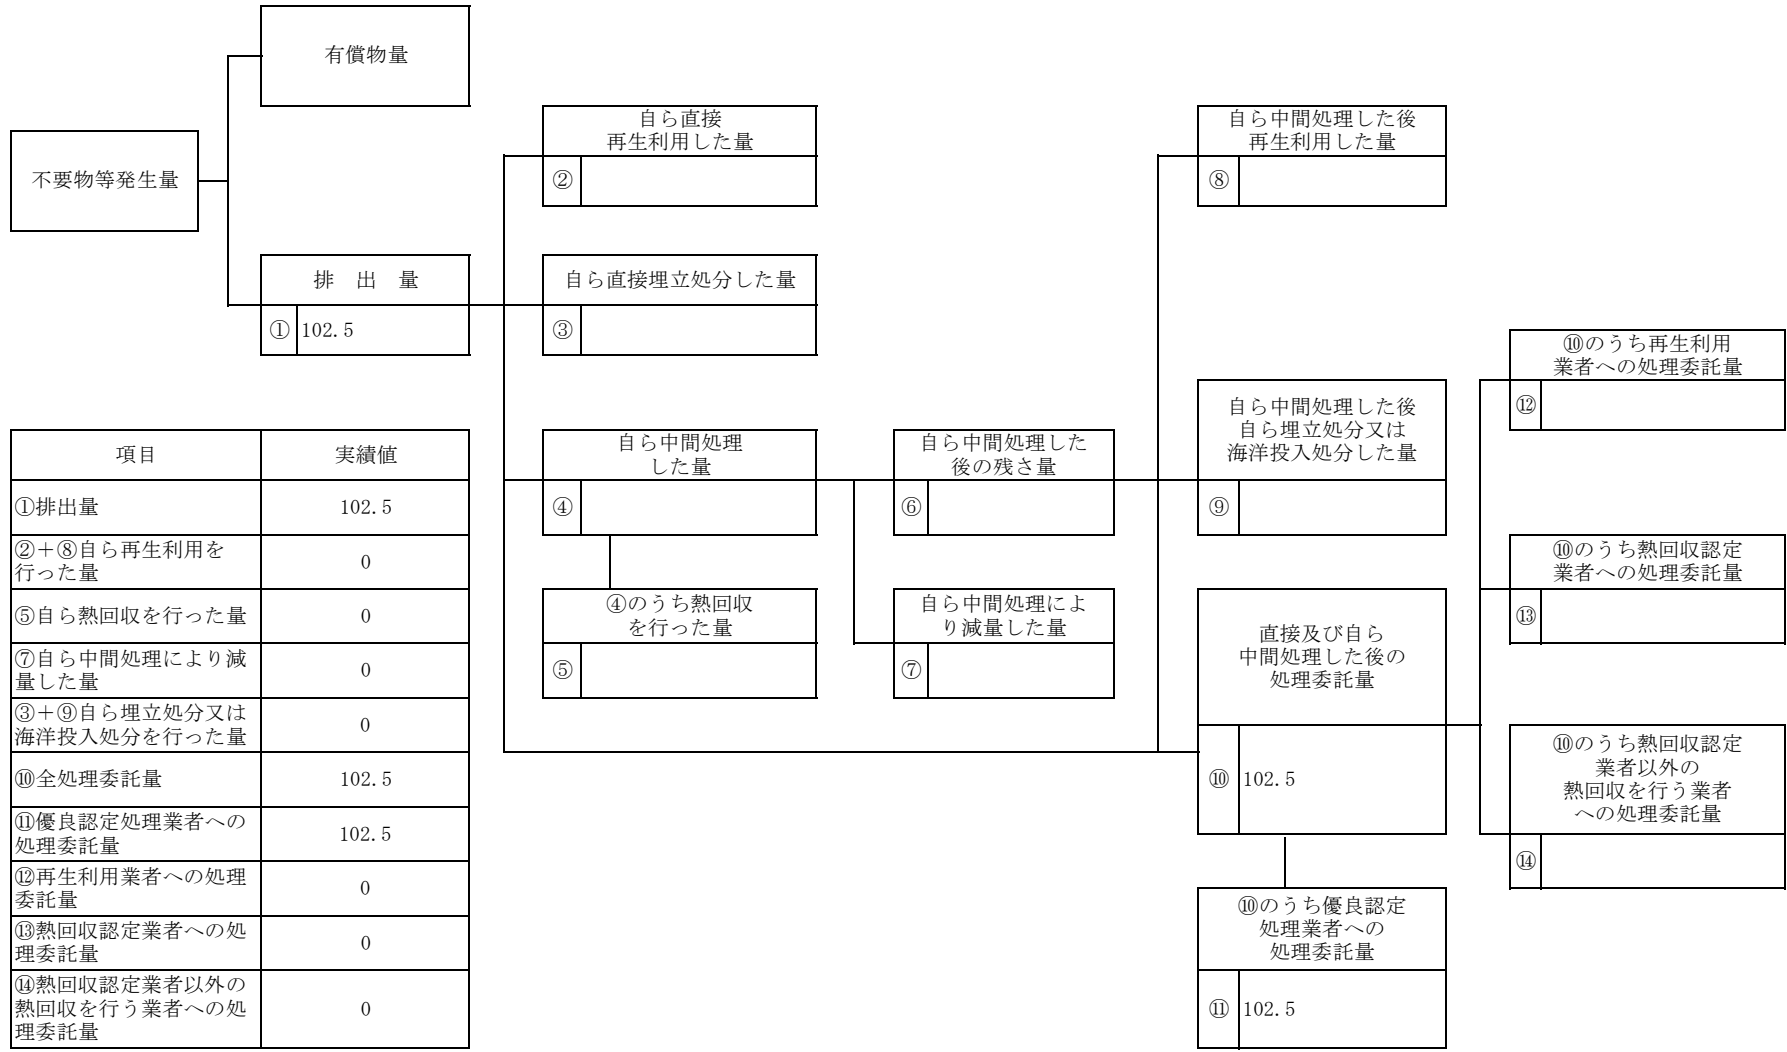 有償物量
不要物等発生量
排 出 量
① 102.5
自ら直接
再生利用した量
②
自ら直接埋立処分した量
③
自ら中間処理
した量
④
④のうち熱回収
を行った量
⑤
自ら中間処理した
後の残さ量
⑥
自ら中間処理によ
り減量した量
⑦
自ら中間処理した後
再生利用した量
⑧
自ら中間処理した後
自ら埋立処分又は
海洋投入処分した量
⑨
直接及び自ら
中間処理した後の
処理委託量
⑩ 102.5
⑩のうち優良認定
処理業者への
処理委託量
⑪ 102.5
⑩のうち再生利用
業者への処理委託量
⑫
⑩のうち熱回収認定
業者への処理委託量
⑬
⑩のうち熱回収認定
業者以外の
熱回収を行う業者
への処理委託量
⑭
項目 実績値
①排出量 102.5
②＋⑧自ら再生利用を
行った量 0
⑤自ら熱回収を行った量 0
⑦自ら中間処理により減
量した量 0
③＋⑨自ら埋立処分又は
海洋投入処分を行った量 0
⑩全処理委託量 102.5
⑪優良認定処理業者への
処理委託量 102.5
⑫再生利用業者への処理
委託量 0
⑬熱回収認定業者への処
理委託量 0
⑭熱回収認定業者以外の
熱回収を行う業者への処
理委託量 0